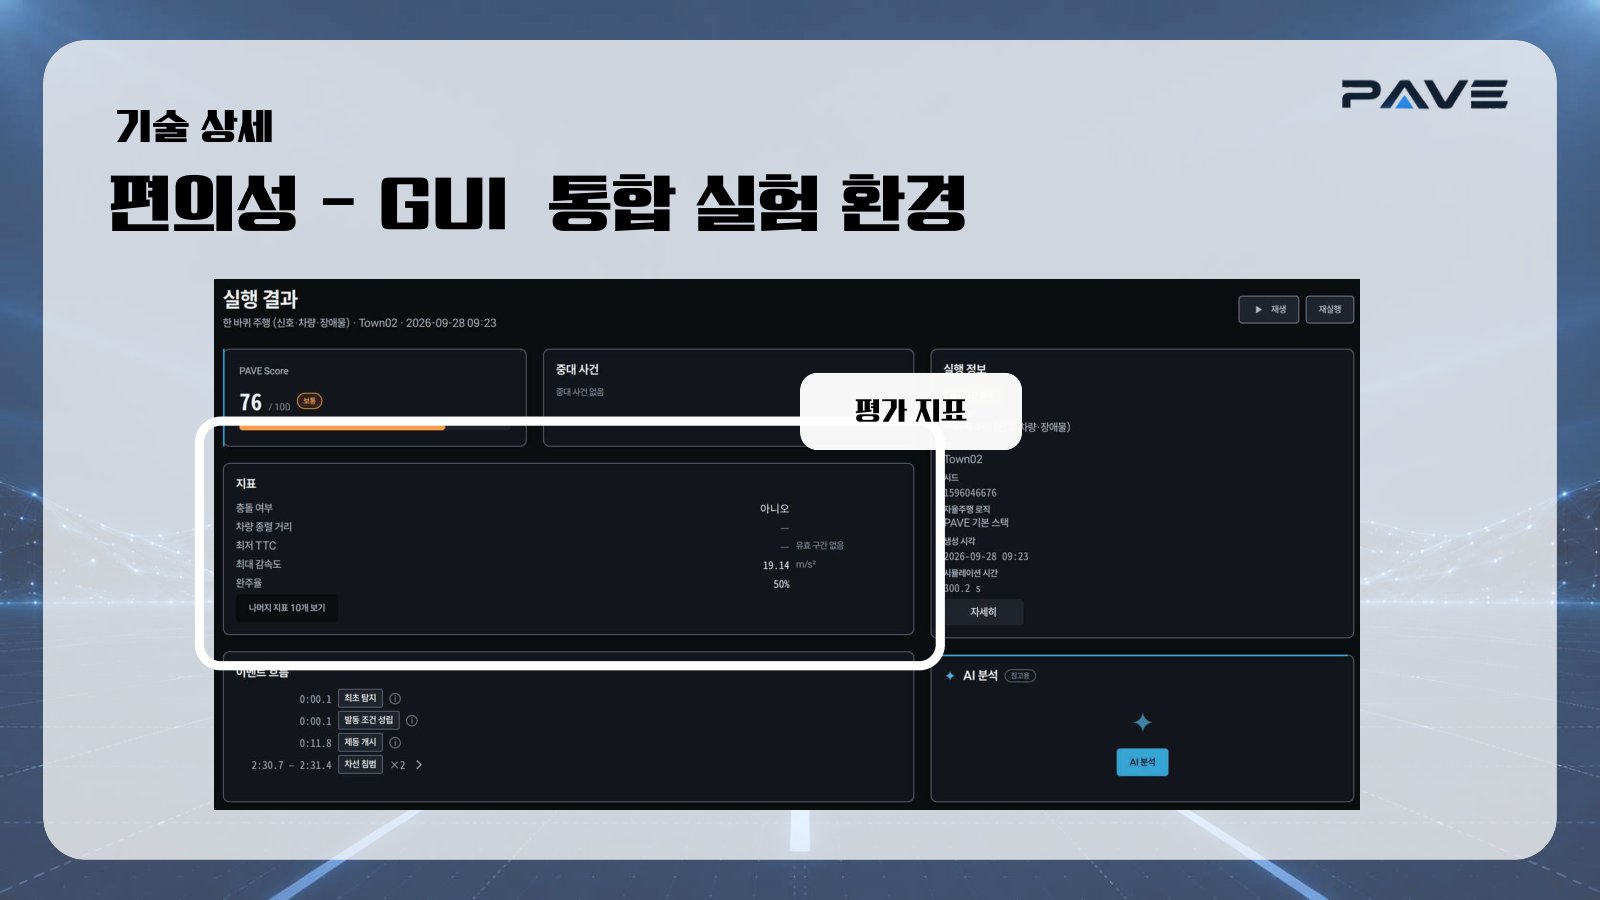 PAVE
기술 상세
편의성 - GUI 통합 실험 환경
실행 결과
한 바퀴 주행 (신호·차량·장애물) · Town02 · 2026-09-28 09:23
▶ 재생
재실행
PAVE Score
76 / 100 보통
중대 사건
중대 사건 없음
평가 지표
실행 정보
차량·장애물)
Town02
시드
1596046676
자율주행 로직
PAVE 기본 스택
생성 시각
2026-09-28 09:23
시뮬레이션 시간
300.2 s
자세히
지표
충돌 여부 아니오
차량 종렬 거리 —
최저 TTC — 유효 구간 없음
최대 감속도 19.14 m/s²
완주율 50%
나머지 지표 10개 보기
이벤트 흐름
0:00.1 최초 탐지
0:00.1 발동 조건 성립
0:11.8 제동 개시
2:30.7 – 2:31.4 차선 침범 ×2
AI 분석 참고용
AI 분석